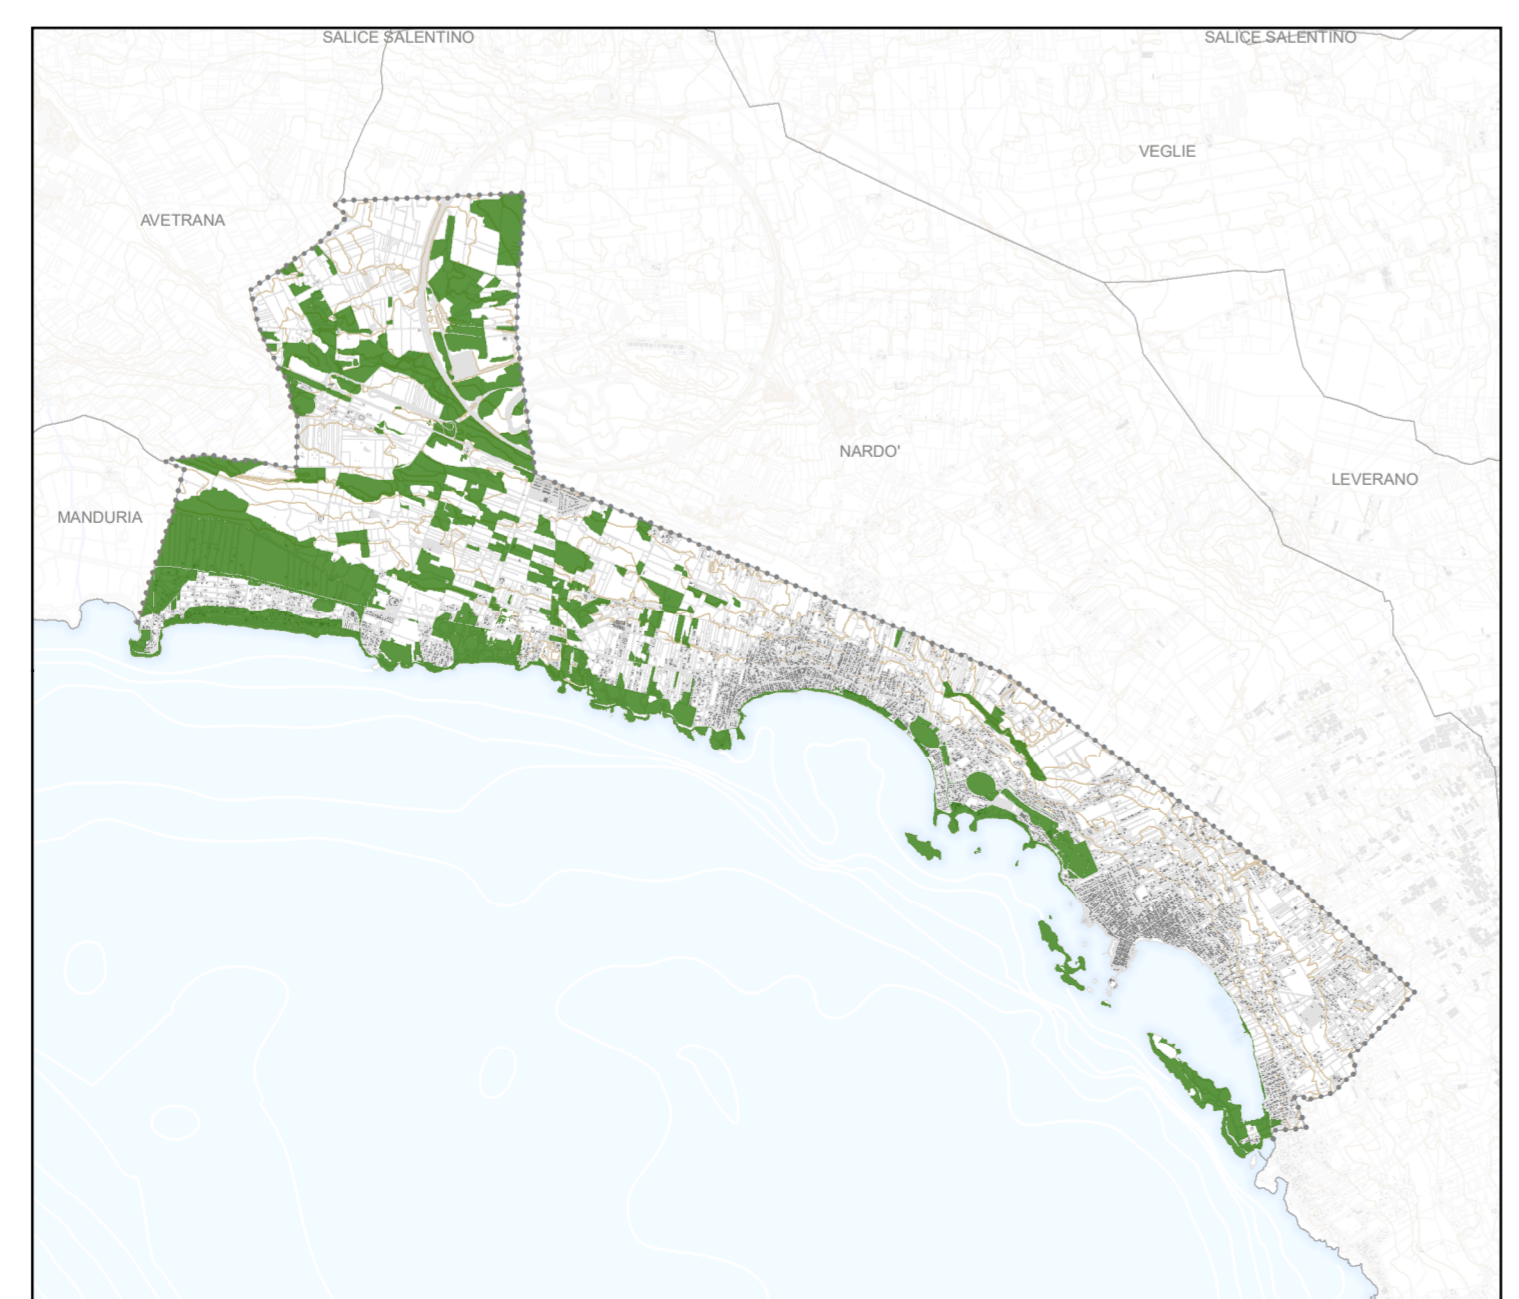 SALICE SALENTINO
SALICE SALENTINO
VEGLIE
AVETRANA
NARDO'
LEVERANO
MANDURIA